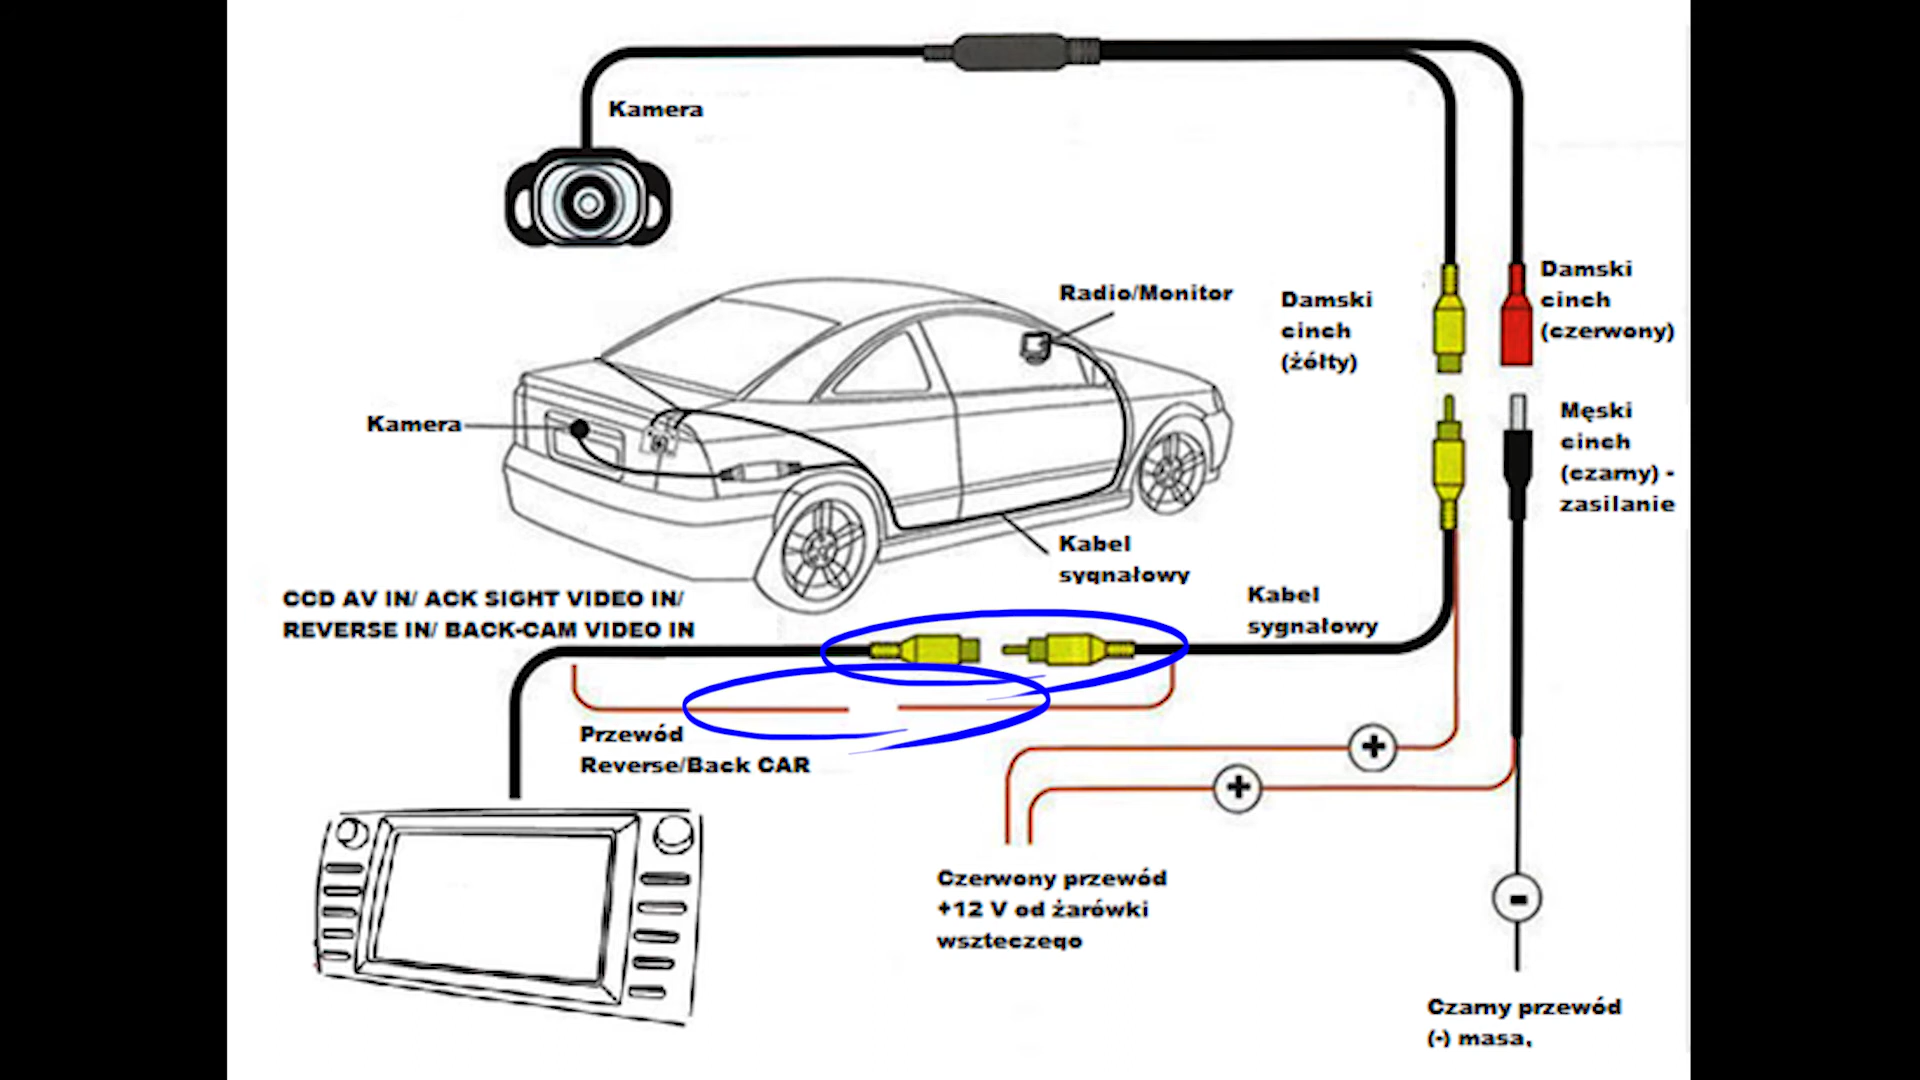 Kamera
Damski
cinch
(czerwony)
Radio/Monitor
Damski
cinch
(żółty)
Kamera
Męski
cinch
(czarny) -
zasilanie
Kabel
sygnałowy
CCD AV IN/ ACK SIGHT VIDEO IN/
REVERSE IN/ BACK-CAM VIDEO IN
Kabel
sygnałowy
Przewód
Reverse/Back CAR
+
+
Czerwony przewód
+12 V od żarówki
wszteczego
-
Czarny przewód
(-) masa,